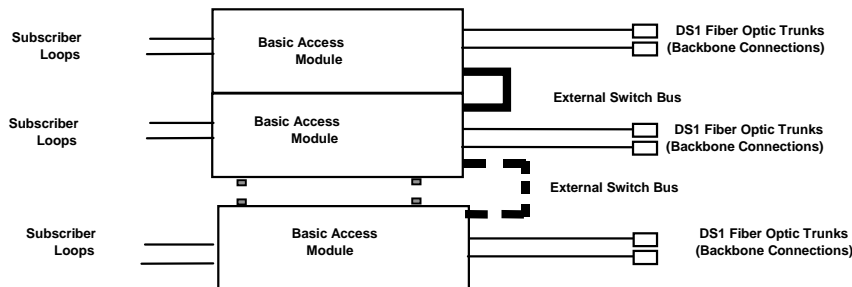 Subscriber
Loops
Basic Access
Module
DS1 Fiber Optic Trunks
(Backbone Connections)
External Switch Bus
Subscriber
Loops
Basic Access
Module
DS1 Fiber Optic Trunks
(Backbone Connections)
External Switch Bus
Subscriber
Loops
Basic Access
Module
DS1 Fiber Optic Trunks
(Backbone Connections)